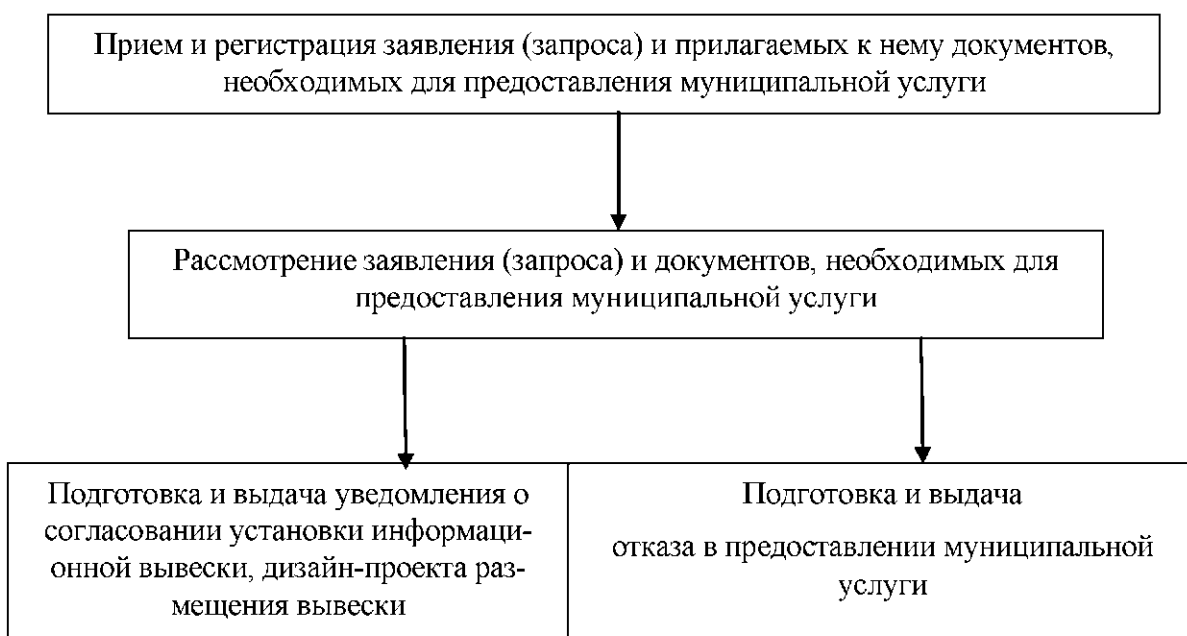 Прием и регистрация заявления (запроса) и прилагаемых к нему документов,
необходимых для предоставления муниципальной услуги
Рассмотрение заявления (запроса) и документов, необходимых для
предоставления муниципальной услуги
Подготовка и выдача уведомления о
согласовании установки информаци-
онной вывески, дизайн-проекта раз-
мещения вывески
Подготовка и выдача
отказа в предоставлении муниципальной
услуги